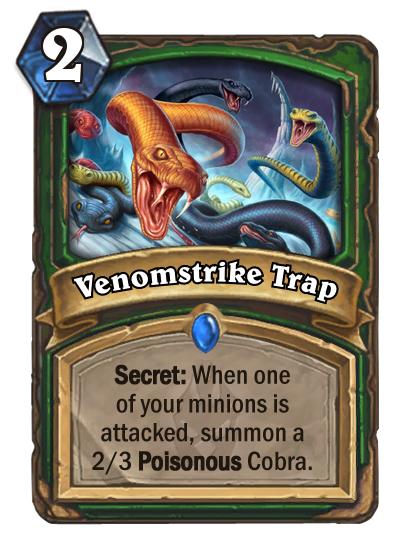 2
Venomstrike Trap
Secret: When one
of your minions is
attacked, summon a
2/3 Poisonous Cobra.